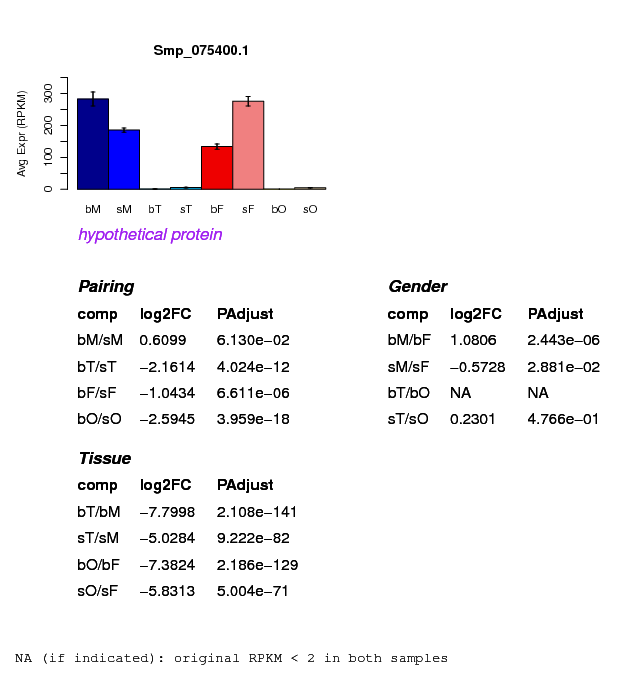 Smp_075400.1
Avg Expr (RPKM)
0 100 200 300
bM sM bT sT bF sF bO sO
hypothetical protein
Pairing
comp log2FC PAdjust
bM/sM 0.6099 6.130e−02
bT/sT −2.1614 4.024e−12
bF/sF −1.0434 6.611e−06
bO/sO −2.5945 3.959e−18
Gender
comp log2FC PAdjust
bM/bF 1.0806 2.443e−06
sM/sF −0.5728 2.881e−02
bT/bO NA NA
sT/sO 0.2301 4.766e−01
Tissue
comp log2FC PAdjust
bT/bM −7.7998 2.108e−141
sT/sM −5.0284 9.222e−82
bO/bF −7.3824 2.186e−129
sO/sF −5.8313 5.004e−71
NA (if indicated): original RPKM < 2 in both samples